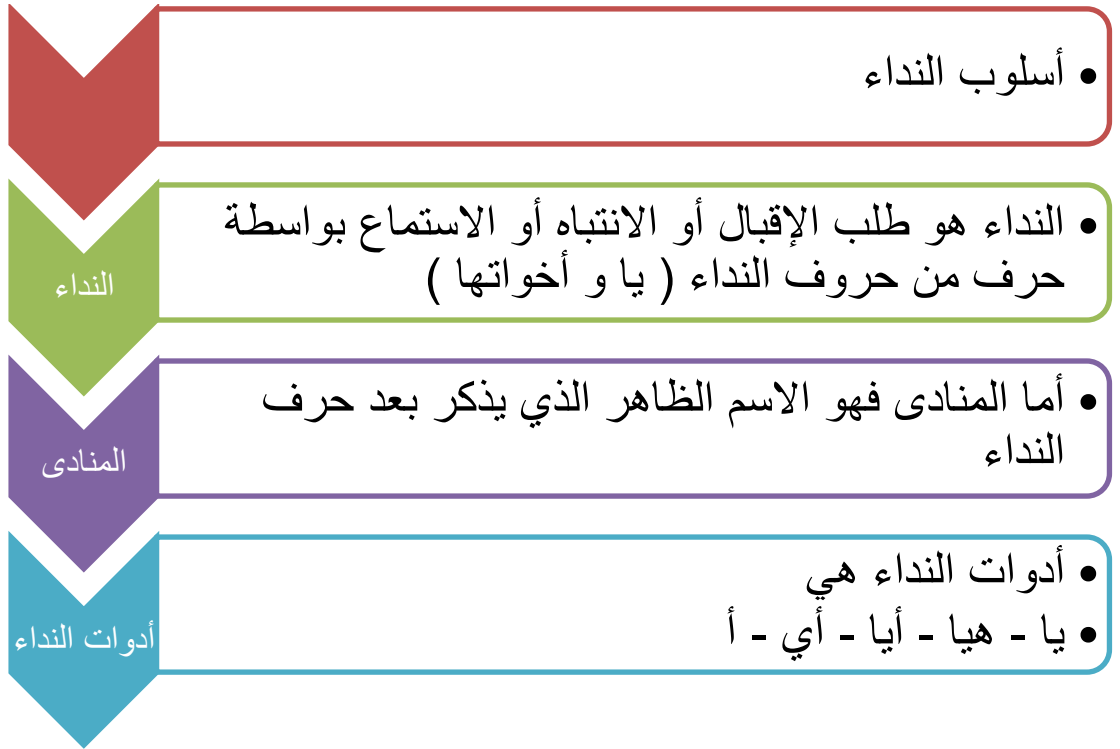 • أسلوب النداء
النداء
• النداء هو طلب الإقبال أو الانتباه أو الاستماع بواسطة
حرف من حروف النداء ( يا و أخواتها )
المنادى
• أما المنادى فهو الاسم الظاهر الذي يذكر بعد حرف
النداء
أدوات النداء
• أدوات النداء هي
• يا - هيا - أيا - أي - أ